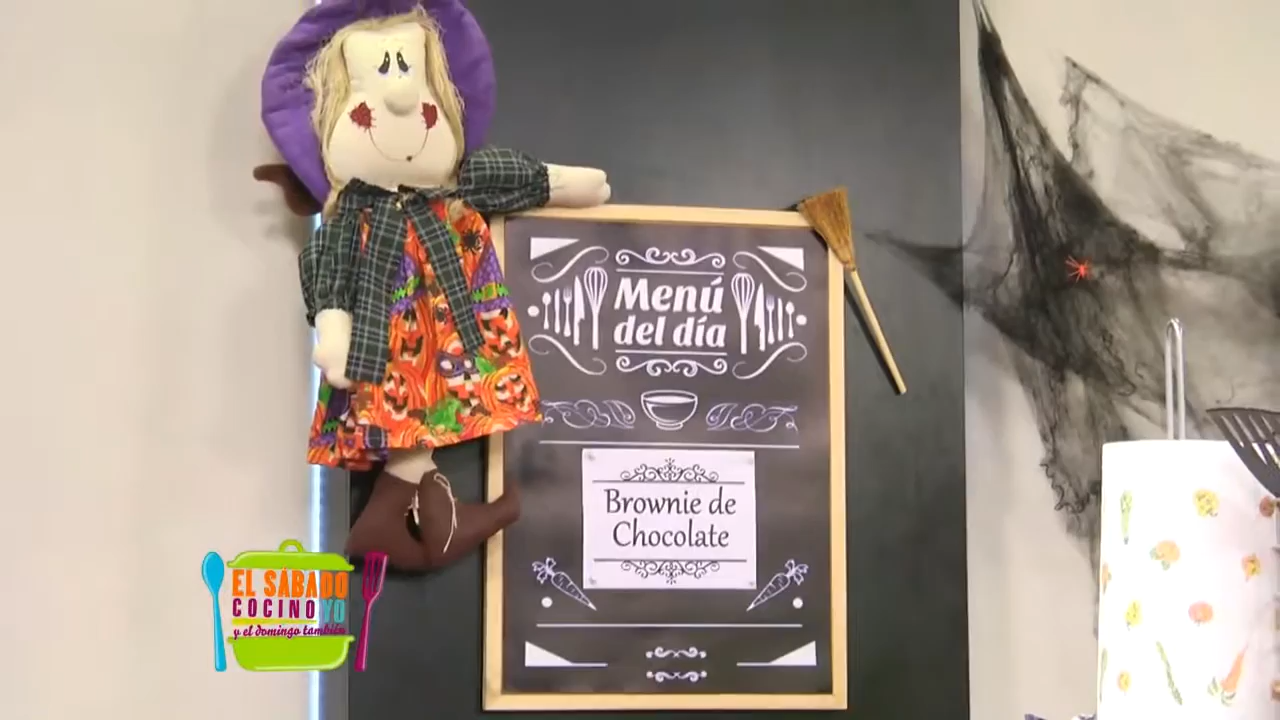 Menú
del día
Brownie de
Chocolate
EL SÁBADO
COCINO YO
y el domingo también